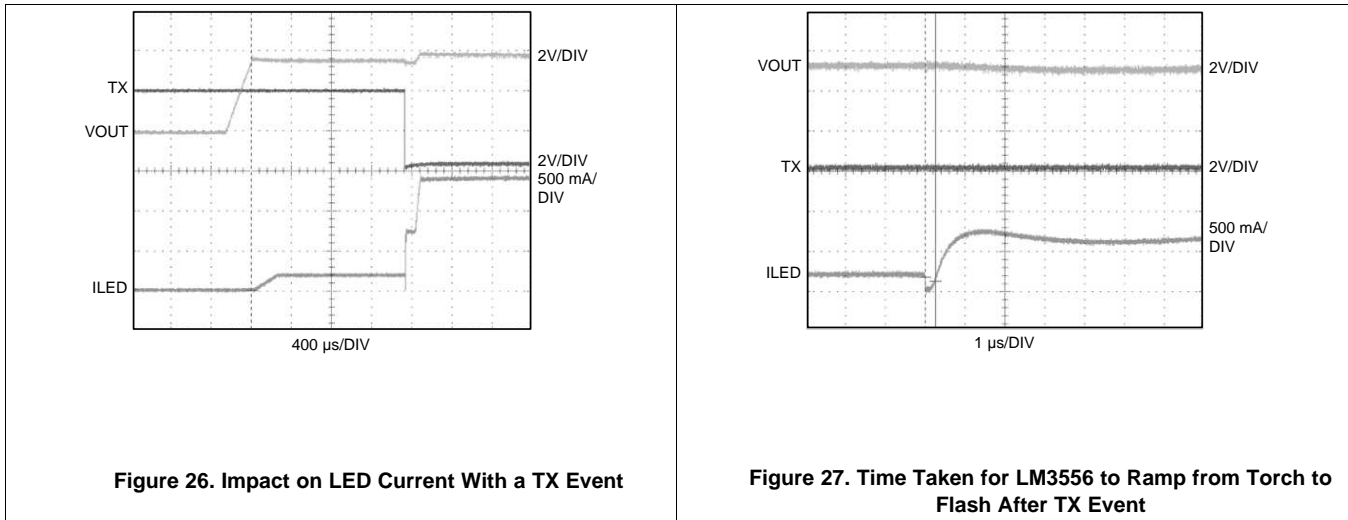 TX
VOUT
ILED
2V/DIV
2V/DIV
500 mA/
DIV
400 µs/DIV
Figure 26. Impact on LED Current With a TX Event
VOUT
TX
ILED
2V/DIV
2V/DIV
500 mA/
DIV
1 µs/DIV
Figure 27. Time Taken for LM3556 to Ramp from Torch to
Flash After TX Event